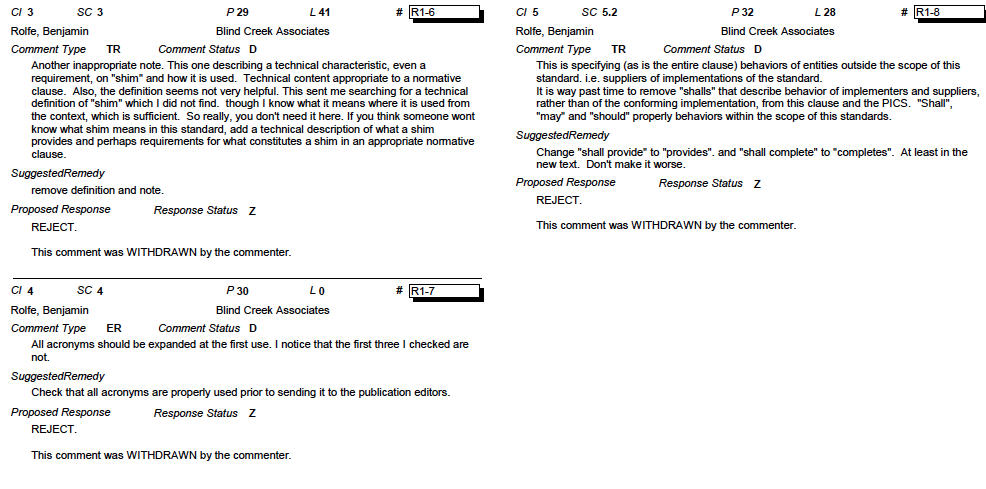 Cl 3 SC 3 P 29 L 41 # R1-6
Rolfe, Benjamin Blind Creek Associates
Comment Type TR Comment Status D
Another inappropriate note. This one describing a technical characteristic, even a
requirement, on "shim" and how it is used. Technical content appropriate to a normative
clause. Also, the definition seems not very helpful. This sent me searching for a technical
definition of "shim" which I did not find. though I know what it means where it is used from
the context, which is sufficient. So really, you don't need it here. If you think someone wont
know what shim means in this standard, add a technical description of what a shim
provides and perhaps requirements for what constitutes a shim in an appropriate normative
clause.
SuggestedRemedy
remove definition and note.
Proposed Response Response Status Z
REJECT.
This comment was WITHDRAWN by the commenter.
Cl 4 SC 4 P 30 L 0 # R1-7
Rolfe, Benjamin Blind Creek Associates
Comment Type ER Comment Status D
All acronyms should be expanded at the first use. I notice that the first three I checked are
not.
SuggestedRemedy
Check that all acronyms are properly used prior to sending it to the publication editors.
Proposed Response Response Status Z
REJECT.
This comment was WITHDRAWN by the commenter.
Cl 5 SC 5.2 P 32 L 28 # R1-8
Rolfe, Benjamin Blind Creek Associates
Comment Type TR Comment Status D
This is specifying (as is the entire clause) behaviors of entities outside the scope of this
standard. i.e. suppliers of implementations of the standard.
It is way past time to remove "shalls" that describe behavior of implementers and suppliers,
rather than of the conforming implementation, from this clause and the PICS. "Shall",
"may" and "should" properly behaviors within the scope of this standards.
SuggestedRemedy
Change "shall provide" to "provides". and "shall complete" to "completes". At least in the
new text. Don't make it worse.
Proposed Response Response Status Z
REJECT.
This comment was WITHDRAWN by the commenter.